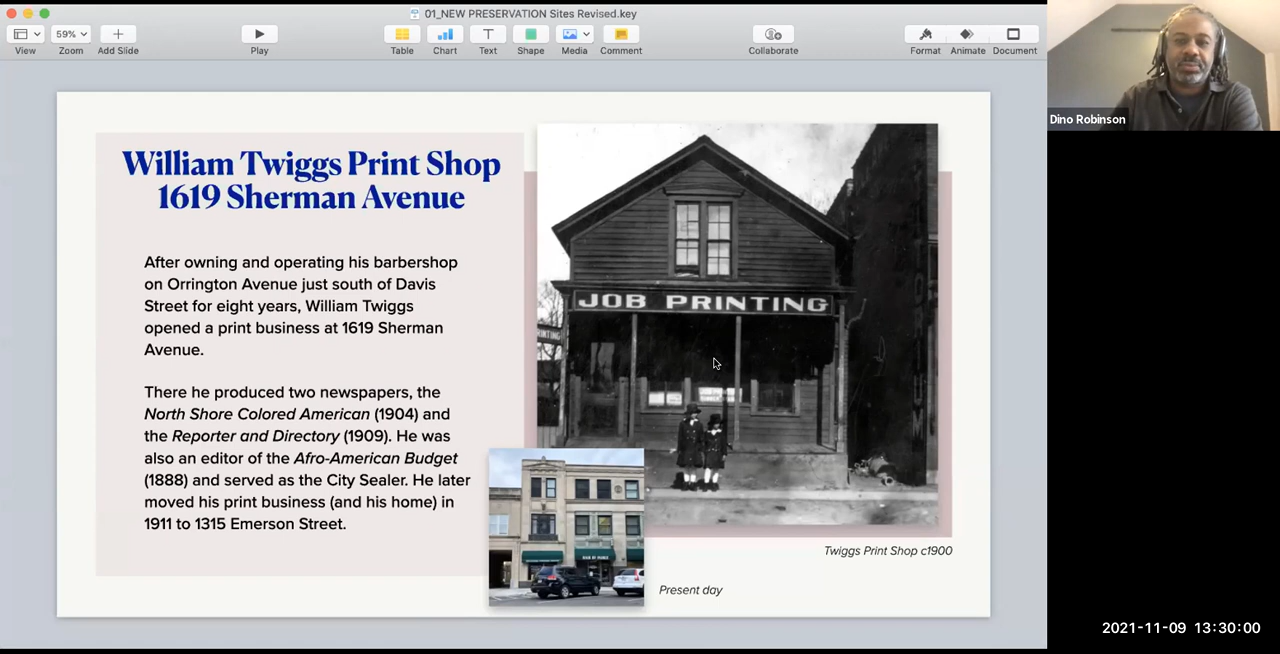 01_NEW PRESERVATION Sites Revised.key
59%
View
Zoom
Add Slide
Play
Table
Chart
Text
Shape
Media
Comment
Collaborate
Format
Animate
Document
Dino Robinson
William Twiggs Print Shop
1619 Sherman Avenue
After owning and operating his barbershop
on Orrington Avenue just south of Davis
Street for eight years, William Twiggs
opened a print business at 1619 Sherman
Avenue.
There he produced two newspapers, the
North Shore Colored American (1904) and
the Reporter and Directory (1909). He was
also an editor of the Afro-American Budget
(1888) and served as the City Sealer. He later
moved his print business (and his home) in
1911 to 1315 Emerson Street.
JOB PRINTING
Twiggs Print Shop c1900
Present day
2021-11-09 13:30:00